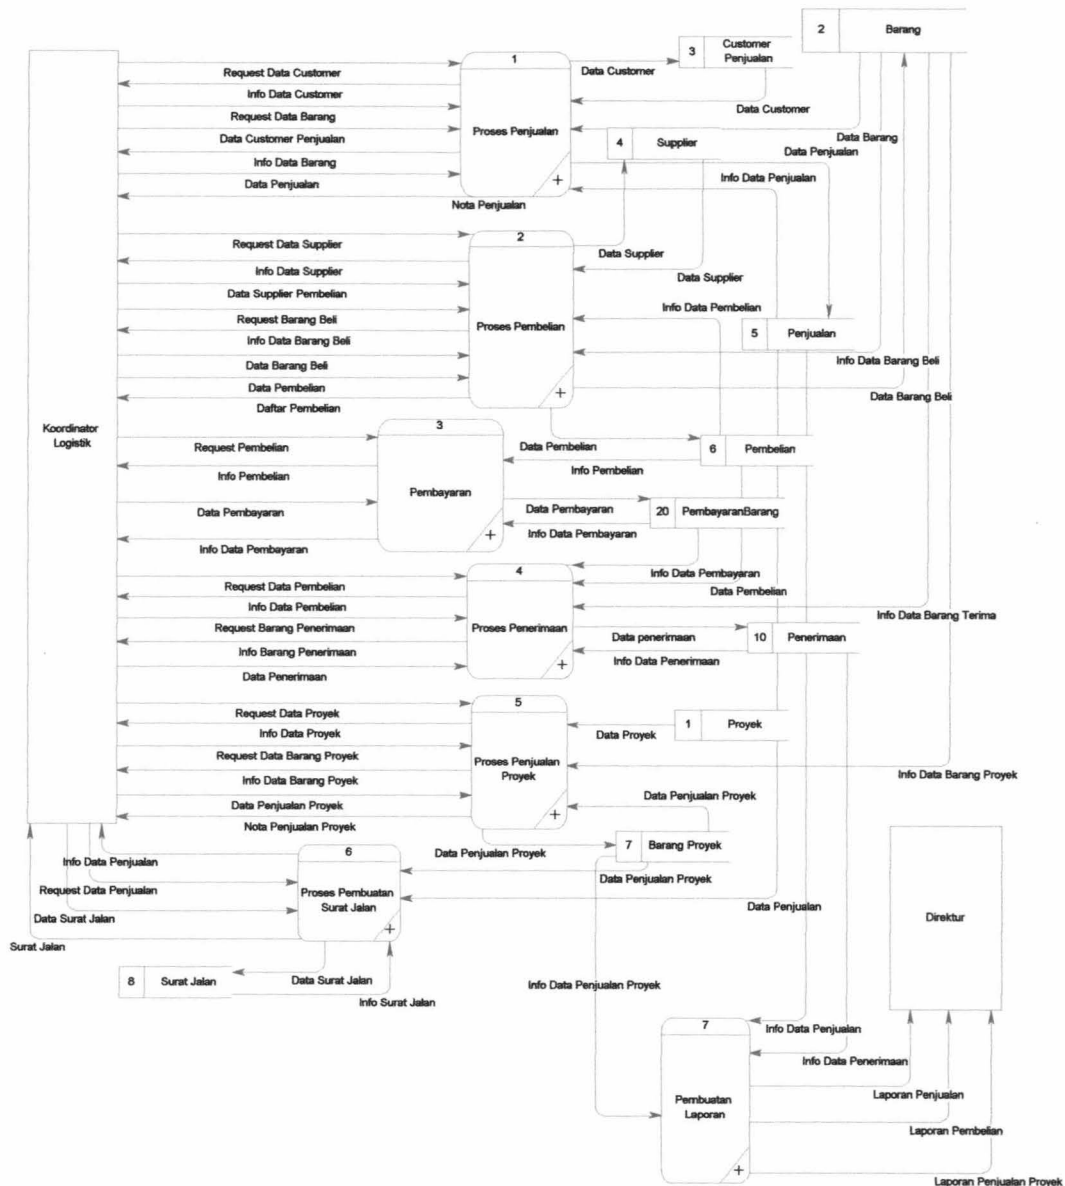 2
Barang
3
Customer
Penjualan
1
Proses Penjualan
+
Request Data Customer
Data Customer
Info Data Customer
Data Customer
Request Data Barang
Data Customer Penjualan
Data Barang
4
Supplier
Data Penjualan
Info Data Barang
Info Data Penjualan
Data Penjualan
Nota Penjualan
2
Proses Pembelian
+
Request Data Supplier
Data Supplier
Info Data Supplier
Data Supplier
Data Supplier Pembelian
Info Data Pembelian
Request Barang Beli
5
Penjualan
Info Data Barang Beli
Info Data Barang Beli
Data Barang Beli
Data Pembelian
Data Barang Beli
Daftar Pembelian
Koordinator
Logistik
3
Pembayaran
+
Request Pembelian
Data Pembelian
6
Pembelian
Info Pembelian
Info Pembelian
Data Pembayaran
Data Pembayaran
20
PembayaranBarang
Info Data Pembayaran
Info Data Pembayaran
4
Proses Penerimaan
+
Info Data Pembayaran
Request Data Pembelian
Data Pembelian
Info Data Pembelian
Info Data Barang Terima
Request Barang Penerimaan
Data penerimaan
10
Penerimaan
Info Barang Penerimaan
Info Data Penerimaan
Data Penerimaan
5
Proses Penjualan
Proyek
+
Request Data Proyek
1
Proyek
Info Data Proyek
Data Proyek
Request Data Barang Proyek
Info Data Barang Poyek
Info Data Barang Proyek
Data Penjualan Proyek
Data Penjualan Proyek
Nota Penjualan Proyek
7
Barang Proyek
Data Penjualan Proyek
6
Proses Pembuatan
Surat Jalan
+
Info Data Penjualan
Data Penjualan Proyek
Request Data Penjualan
Data Penjualan
Data Surat Jalan
Surat Jalan
Direktur
8
Surat Jalan
Data Surat Jalan
Info Surat Jalan
Info Data Penjualan Proyek
7
Pembuatan
Laporan
+
Info Data Penjualan
Info Data Penerimaan
Laporan Penjualan
Laporan Pembelian
Laporan Penjualan Proyek